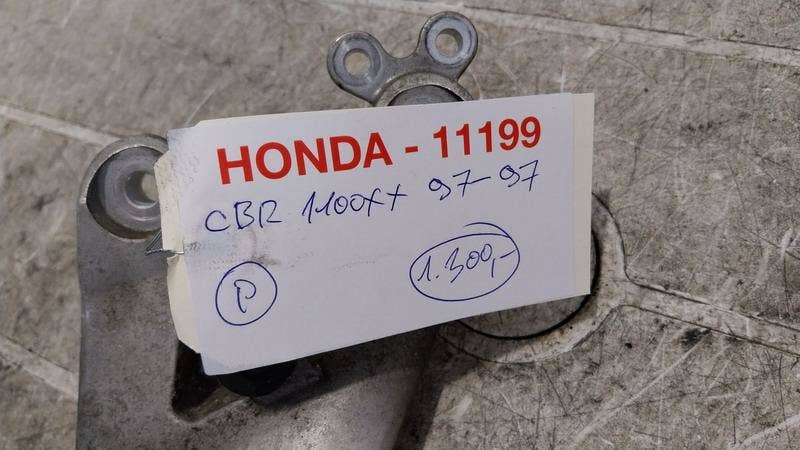 HONDA - 11199
CBR 1100XX 97-97
P 1.300,-